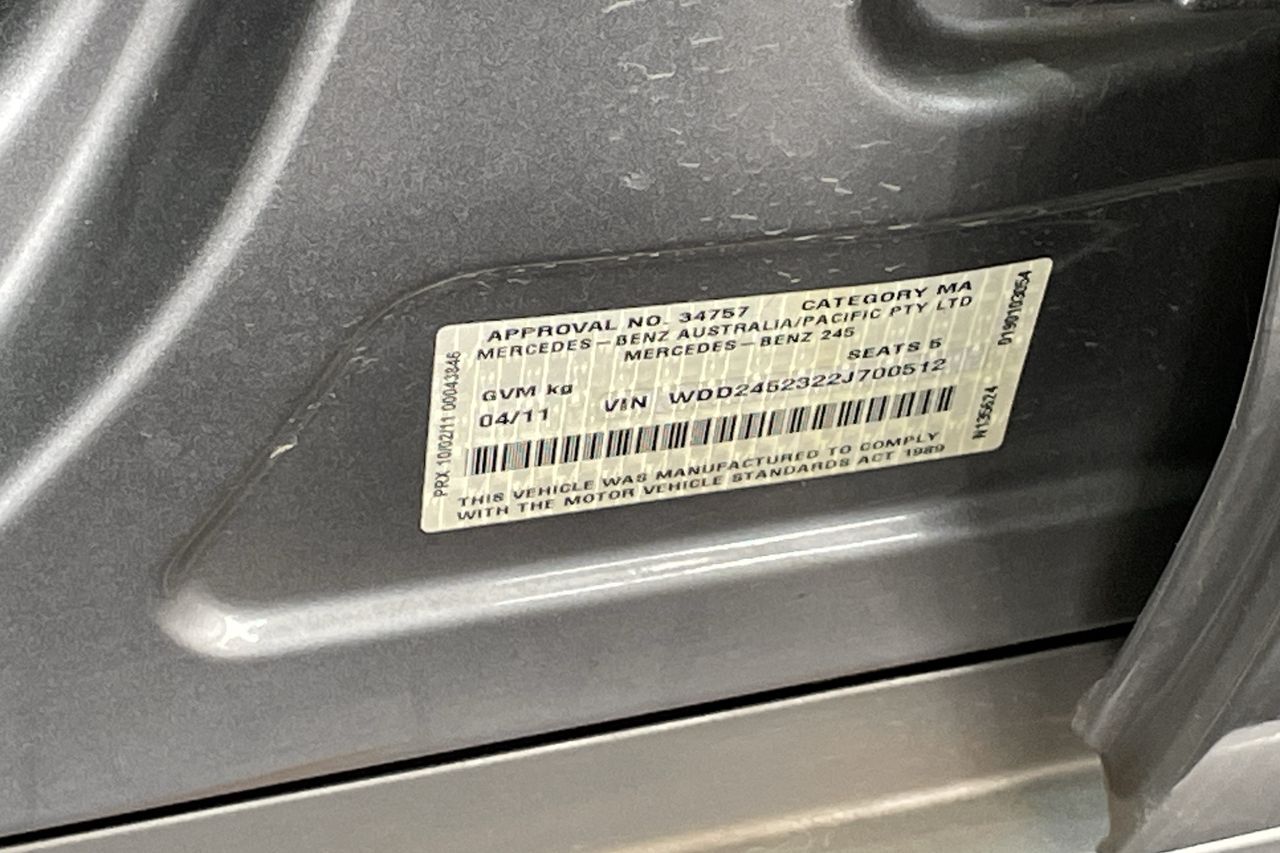 APPROVAL NO. 34757 CATEGORY MA
MERCEDES-BENZ AUSTRALIA/PACIFIC PTY LTD
MERCEDES-BENZ 245
SEATS 5
GVM kg
04/11 VIN WDD2452322J700512
THIS VEHICLE WAS MANUFACTURED TO COMPLY
WITH THE MOTOR VEHICLE STANDARDS ACT 1989
PRX 10/02/11 00043846
N135624
D190103054